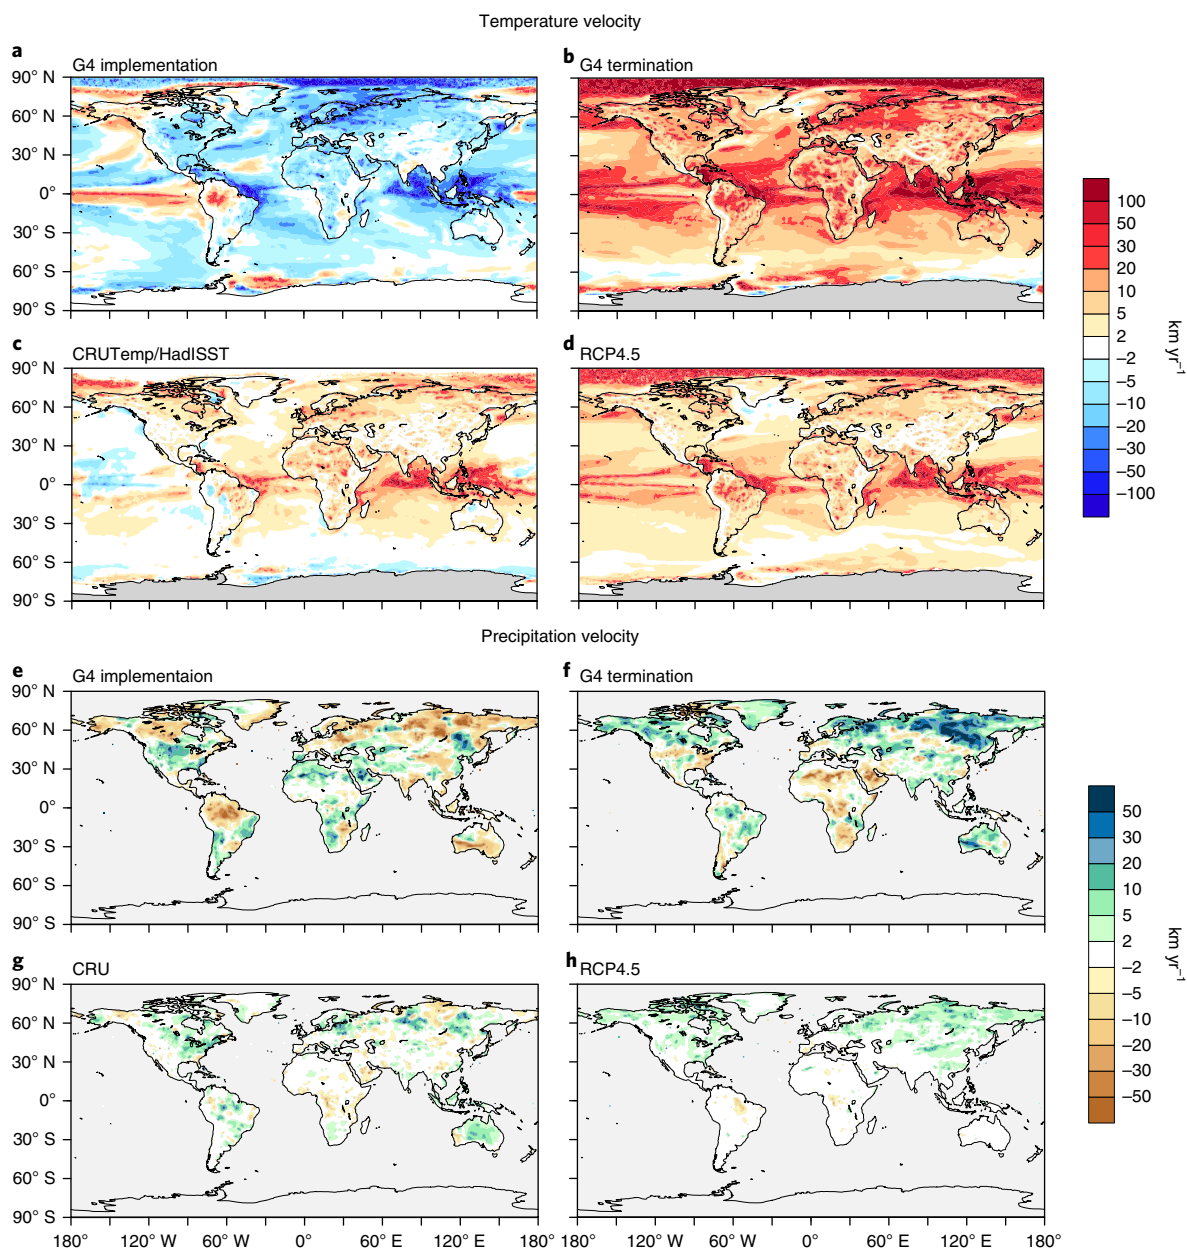 Temperature velocity
a
G4 implementation
b
G4 termination
90° N
60° N
30° N
0°
30° S
60° S
90° S
100
50
30
20
10
5
2
–2
–5
–10
–20
–30
–50
–100
km yr–1
c
CRUTemp/HadISST
d
RCP4.5
90° N
60° N
30° N
0°
30° S
60° S
90° S
Precipitation velocity
e
G4 implementaion
f
G4 termination
90° N
60° N
30° N
0°
30° S
60° S
90° S
50
30
20
10
5
2
–2
–5
–10
–20
–30
–50
km yr–1
g
CRU
h
RCP4.5
90° N
60° N
30° N
0°
30° S
60° S
90° S
180° 120° W 60° W 0° 60° E 120° E 180° 120° W 60° W 0° 60° E 120° E 180°